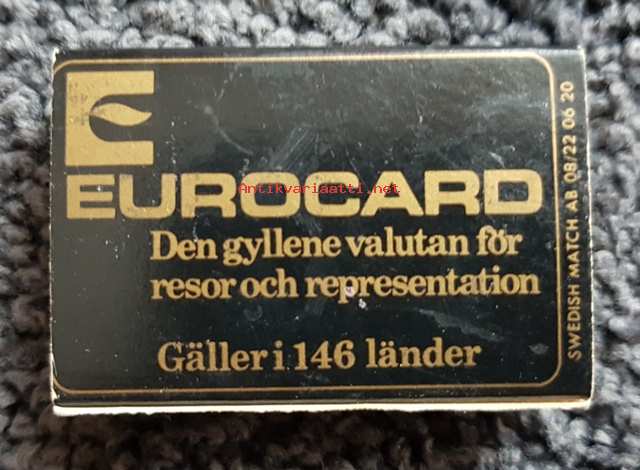 EUROCARD
Antikvariaatti.net
Den gyllene valutan för
resor och representation
Gäller i 146 länder
SWEDISH MATCH AB 08/22 06 20